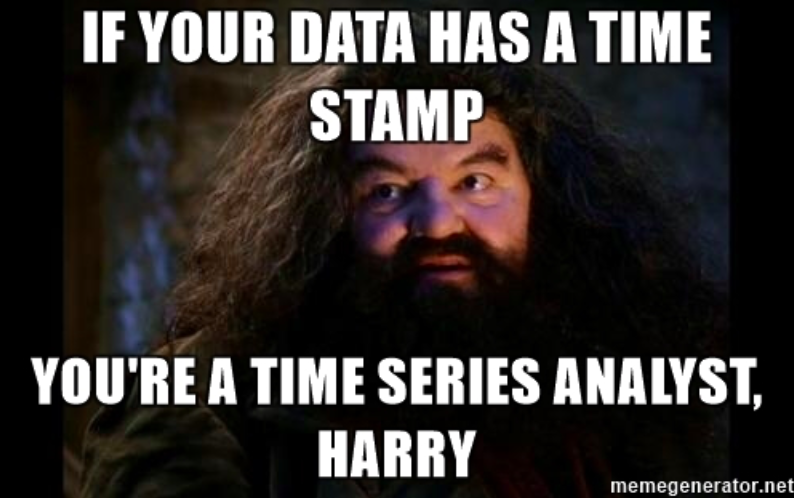 IF YOUR DATA HAS A TIME
STAMP
YOU'RE A TIME SERIES ANALYST,
HARRY
memegenerator.net